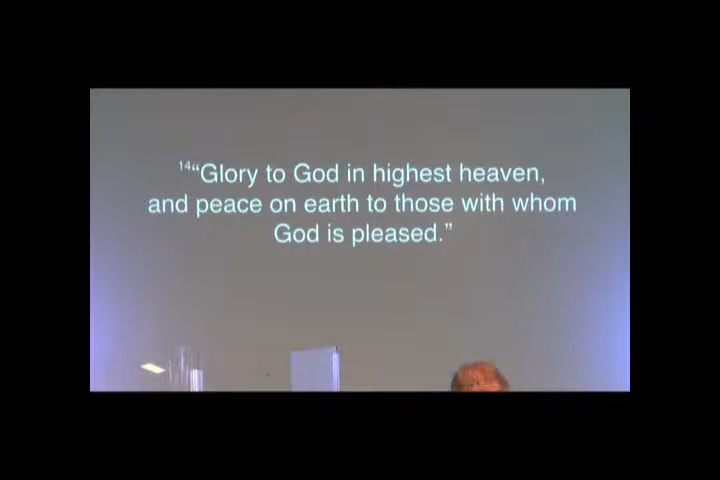 ¹⁴“Glory to God in highest heaven,
and peace on earth to those with whom
God is pleased.”